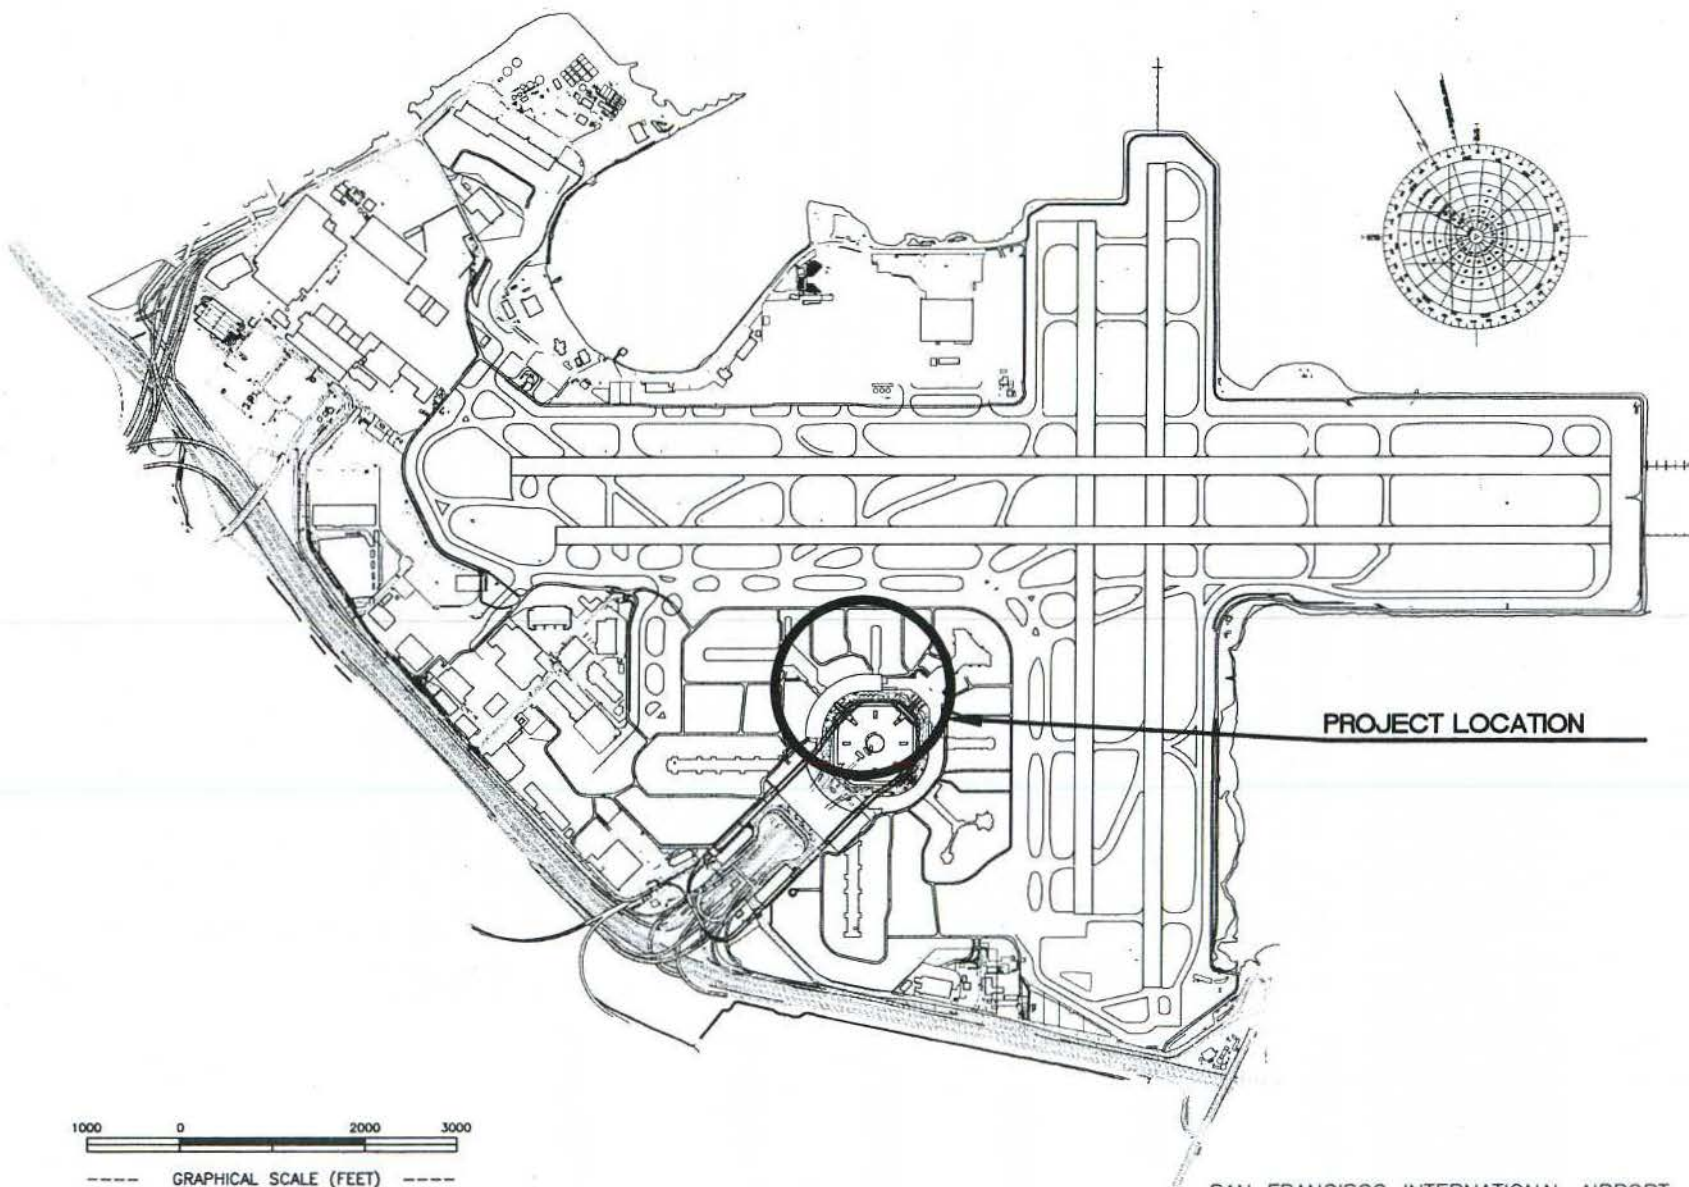 PROJECT LOCATION
1000 0 2000 3000
GRAPHICAL SCALE (FEET)
SAN FRANCISCO INTERNATIONAL AIRPORT